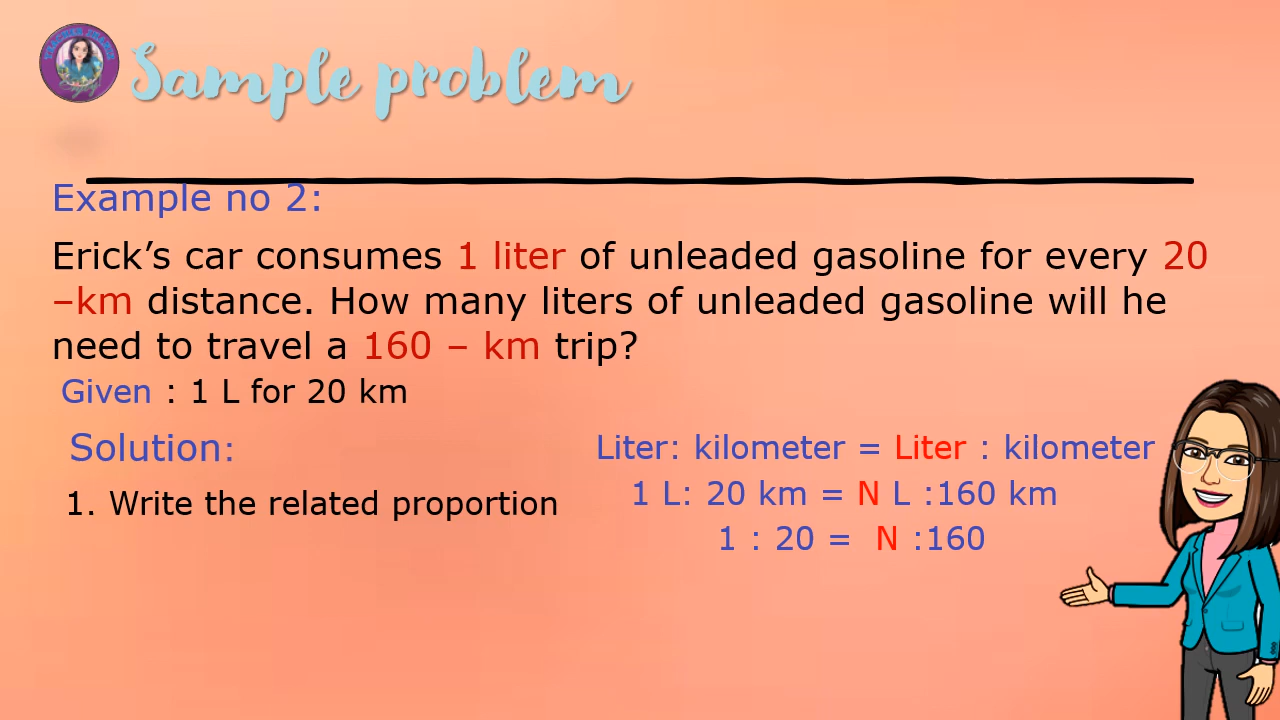 Sample problem
Example no 2:
Erick’s car consumes 1 liter of unleaded gasoline for every 20
–km distance. How many liters of unleaded gasoline will he
need to travel a 160 – km trip?
Given : 1 L for 20 km
Solution:
1. Write the related proportion
Liter: kilometer = Liter : kilometer
1 L: 20 km = N L :160 km
1 : 20 = N :160